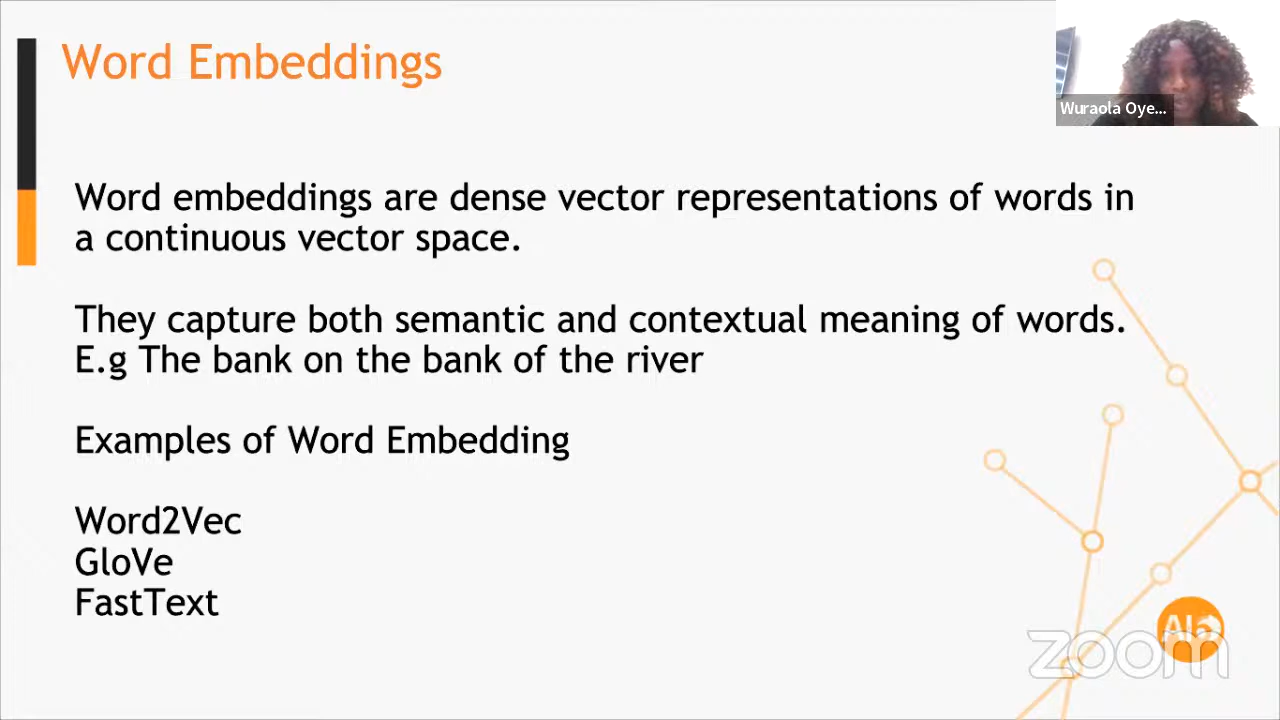 Word Embeddings
Wuraola Oye...
Word embeddings are dense vector representations of words in
a continuous vector space.
They capture both semantic and contextual meaning of words.
E.g The bank on the bank of the river
Examples of Word Embedding
Word2Vec
GloVe
FastText
zoom